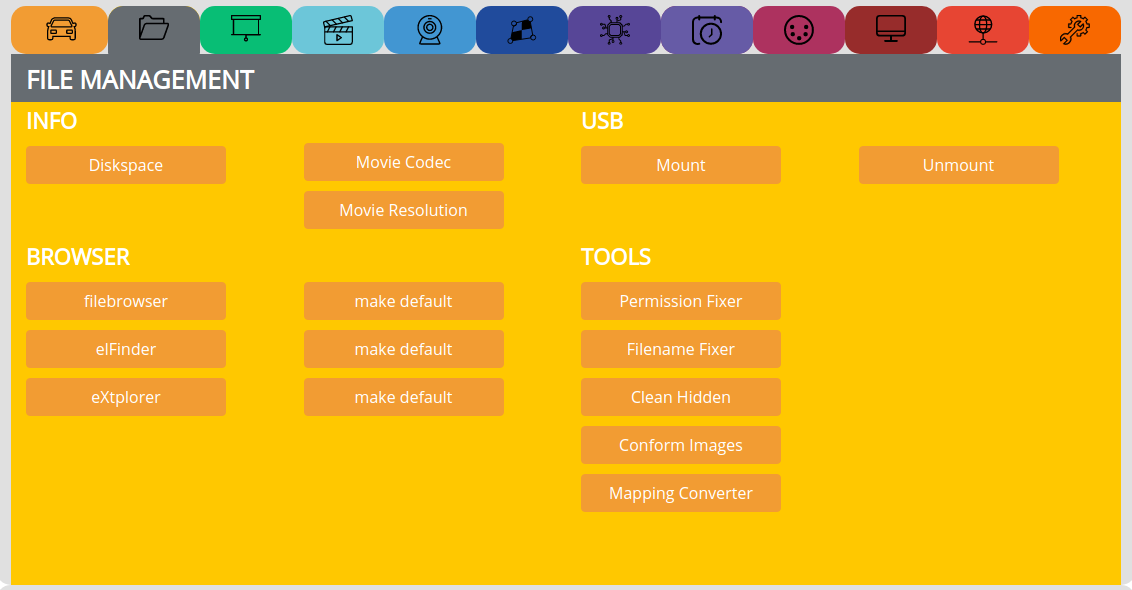 FILE MANAGEMENT
INFO
Diskspace
Movie Codec
Movie Resolution
USB
Mount
Unmount
BROWSER
filebrowser
make default
elFinder
make default
eXtplorer
make default
TOOLS
Permission Fixer
Filename Fixer
Clean Hidden
Conform Images
Mapping Converter